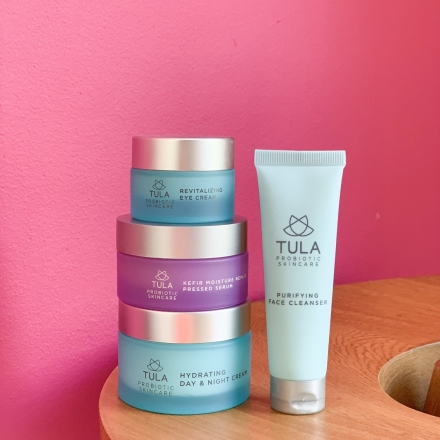 TULA
PROBIOTIC
SKINCARE
REVITALIZING
EYE CREAM
TULA
PROBIOTIC
SKINCARE
KEFIR MOISTURE REPAIR
PRESSED SERUM
TULA
PROBIOTIC
SKINCARE
HYDRATING
DAY & NIGHT CREAM
TULA
PROBIOTIC
SKINCARE
PURIFYING
FACE CLEANSER